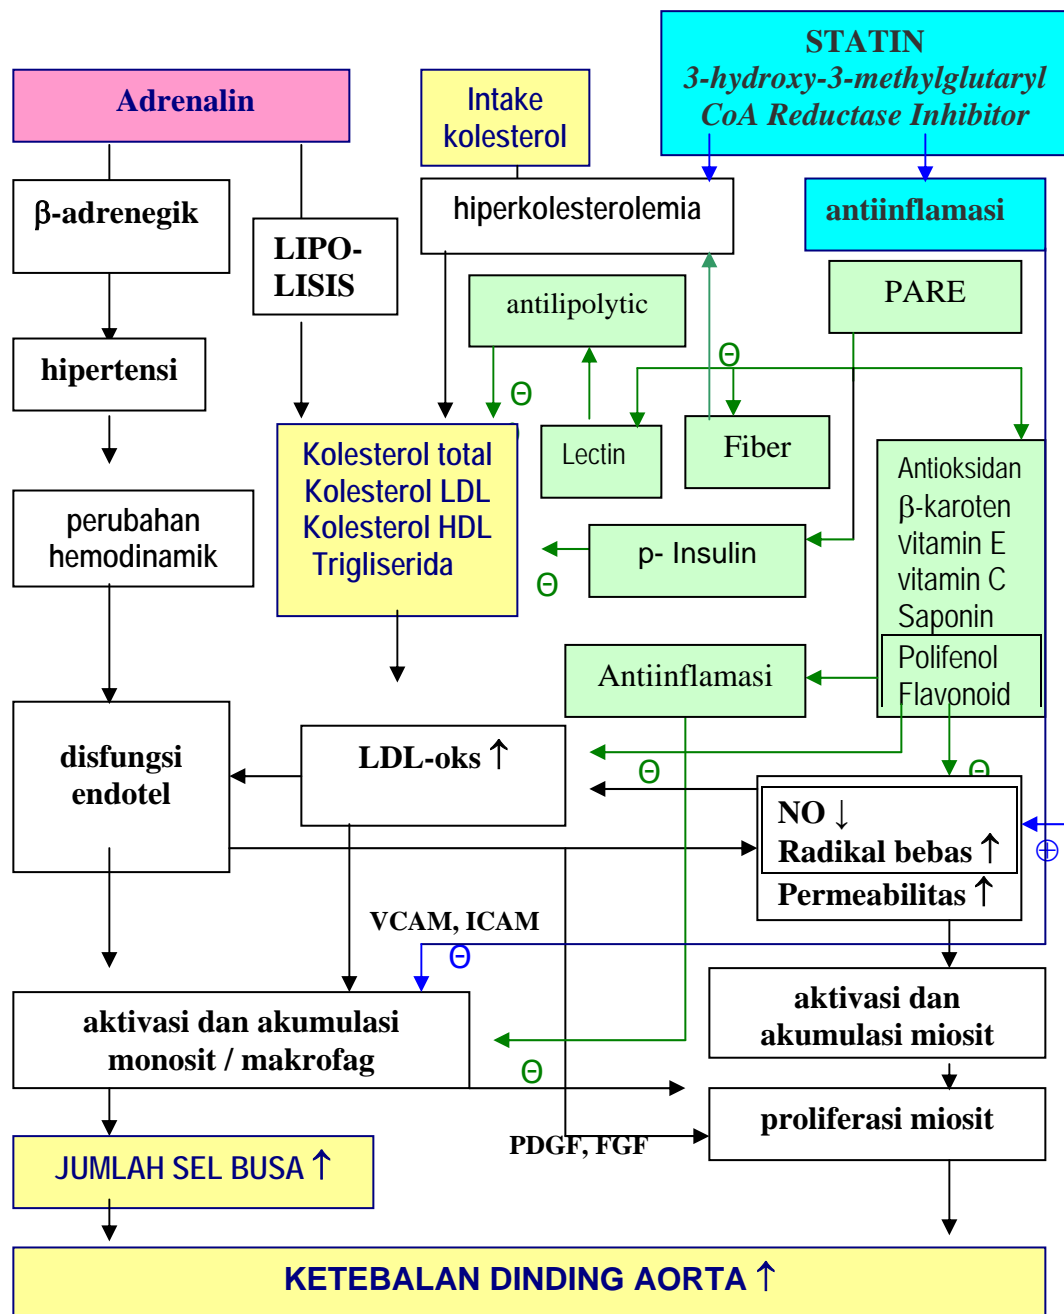 STATIN
3-hydroxy-3-methylglutaryl
CoA Reductase Inhibitor
Adrenalin
Intake
kolesterol
β-adrenegik
LIPO-
LISIS
hiperkolesterolemia
antiinflamasi
antilipolytic
PARE
hipertensi
Θ
Θ
Θ
Kolesterol total
Kolesterol LDL
Kolesterol HDL
Trigliserida
Lectin
Fiber
Antioksidan
β-karoten
vitamin E
vitamin C
Saponin
Polifenol
Flavonoid
perubahan
hemodinamik
p- Insulin
Θ
Antiinflamasi
disfungsi
endotel
LDL-oks ↑
Θ
Θ
NO ↓
Radikal bebas ↑
Permeabilitas ↑
⊕
VCAM, ICAM
Θ
aktivasi dan akumulasi
monosit / makrofag
Θ
aktivasi dan
akumulasi miosit
proliferasi miosit
PDGF, FGF
JUMLAH SEL BUSA ↑
KETEBALAN DINDING AORTA ↑